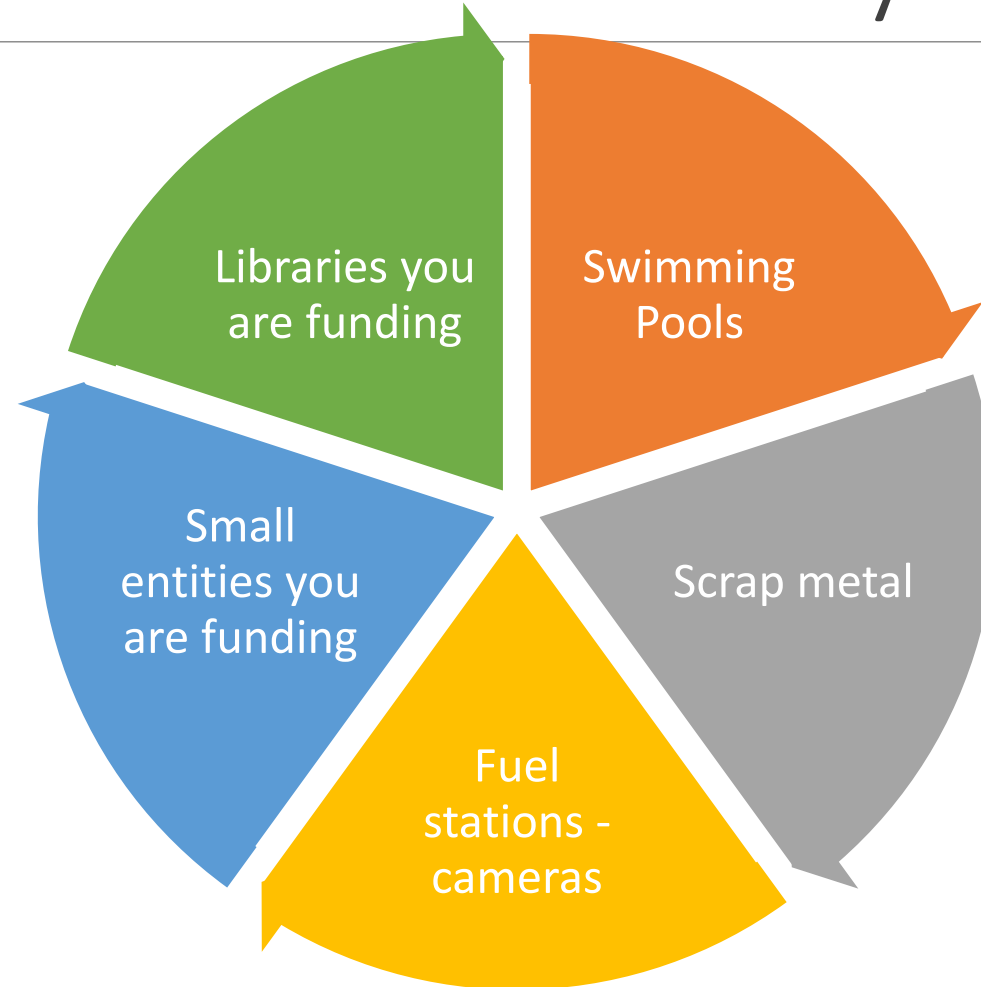 Swimming
Pools
Scrap metal
Fuel
stations -
cameras
Small
entities you
are funding
Libraries you
are funding